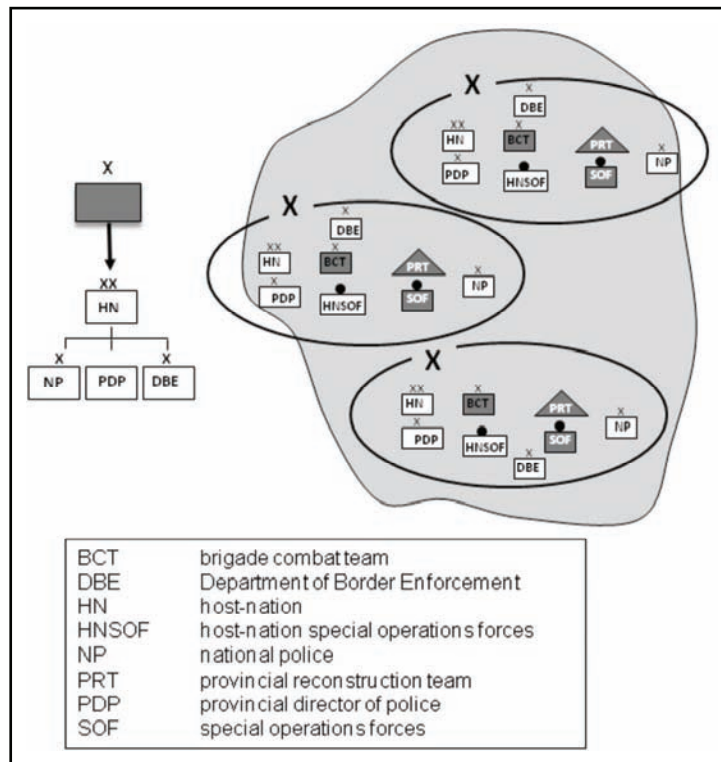 X
X
DBE
XX
X
HN
BCT
X
PRT
X
NP
PDP
HNSOF
SOF
X
X
X
DBE
XX
X
HN
BCT
PRT
X
NP
X
PDP
HNSOF
SOF
X
XX
HN
X
X
NP
PDP
DBE
X
XX
X
HN
BCT
PRT
X
NP
X
PDP
HNSOF
SOF
X
DBE
BCT brigade combat team
DBE Department of Border Enforcement
HN host-nation
HNSOF host-nation special operations forces
NP national police
PRT provincial reconstruction team
PDP provincial director of police
SOF special operations forces